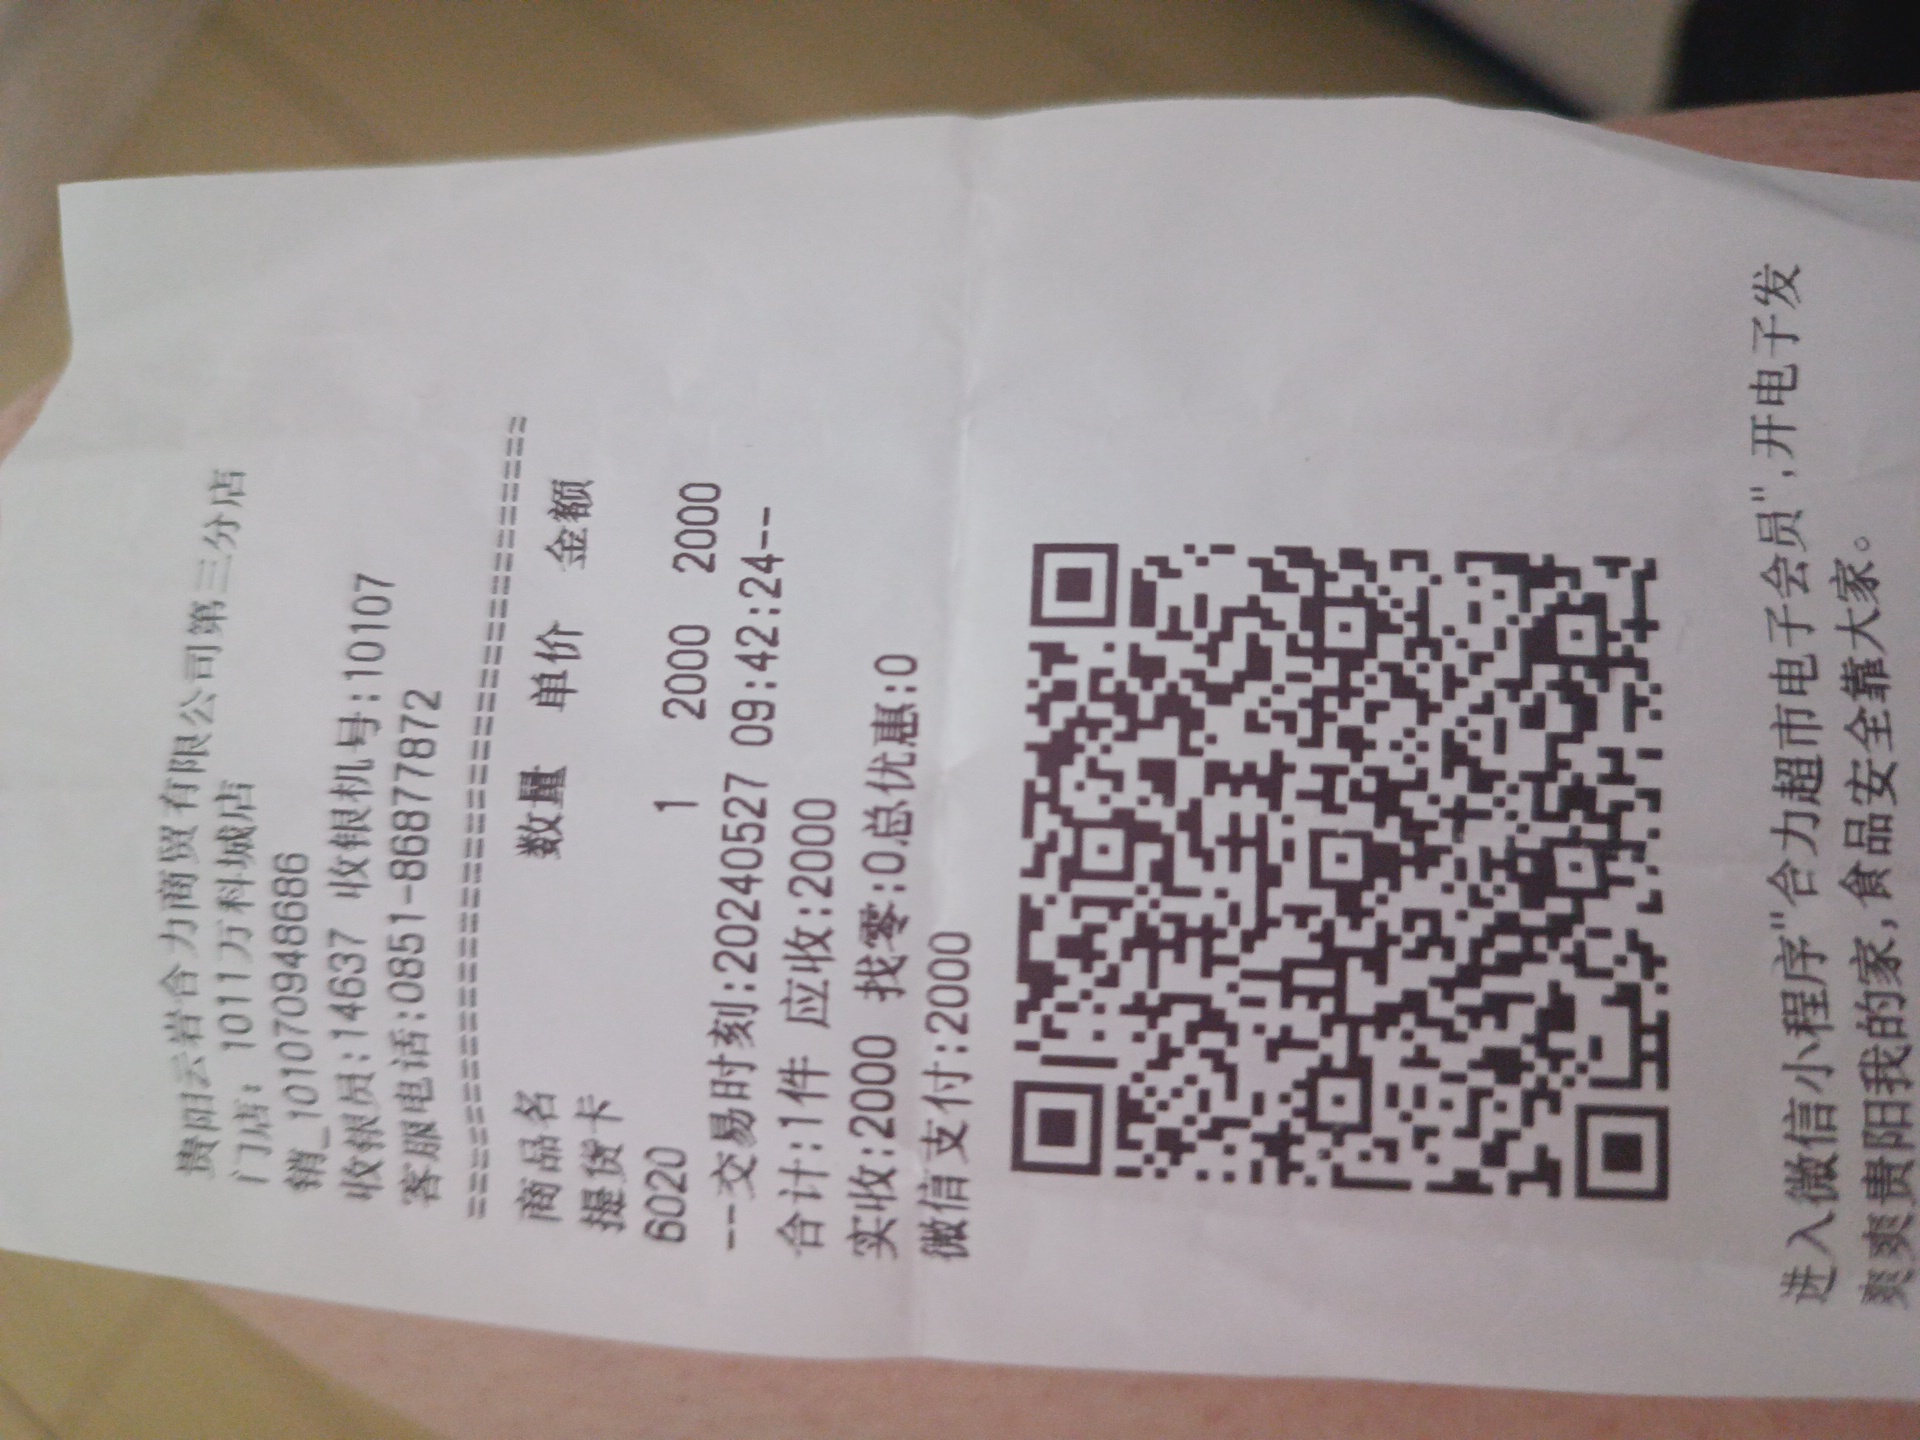 贵阳云岩合力商贸有限公司第三分店
门店: 1011万科城店
销_1010709486​86
收银员:14637 收银机号:10107
客服电话:0851-86877872
================================
商品名 数量 单价 金额
提货卡
6020 1 2000 2000
--交易时刻:20240527 09:42:24--
合计:1件 应收:2000
实收:2000 找零:0总优惠:0
微信支付:2000
进入微信小程序"合力超市电子会员",开电子发
爽爽贵阳我的家,食品安全靠大家。